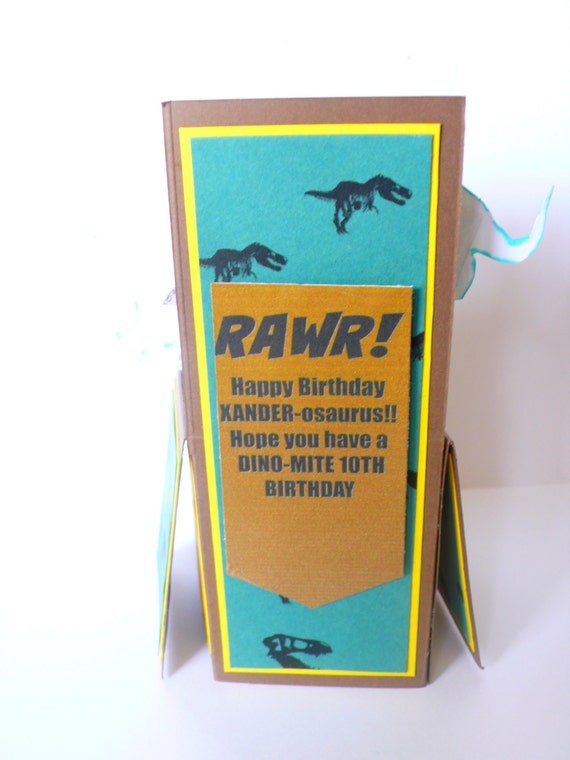 RAWR!
Happy Birthday
XANDER-osaurus!!
Hope you have a
DINO-MITE 10TH
BIRTHDAY